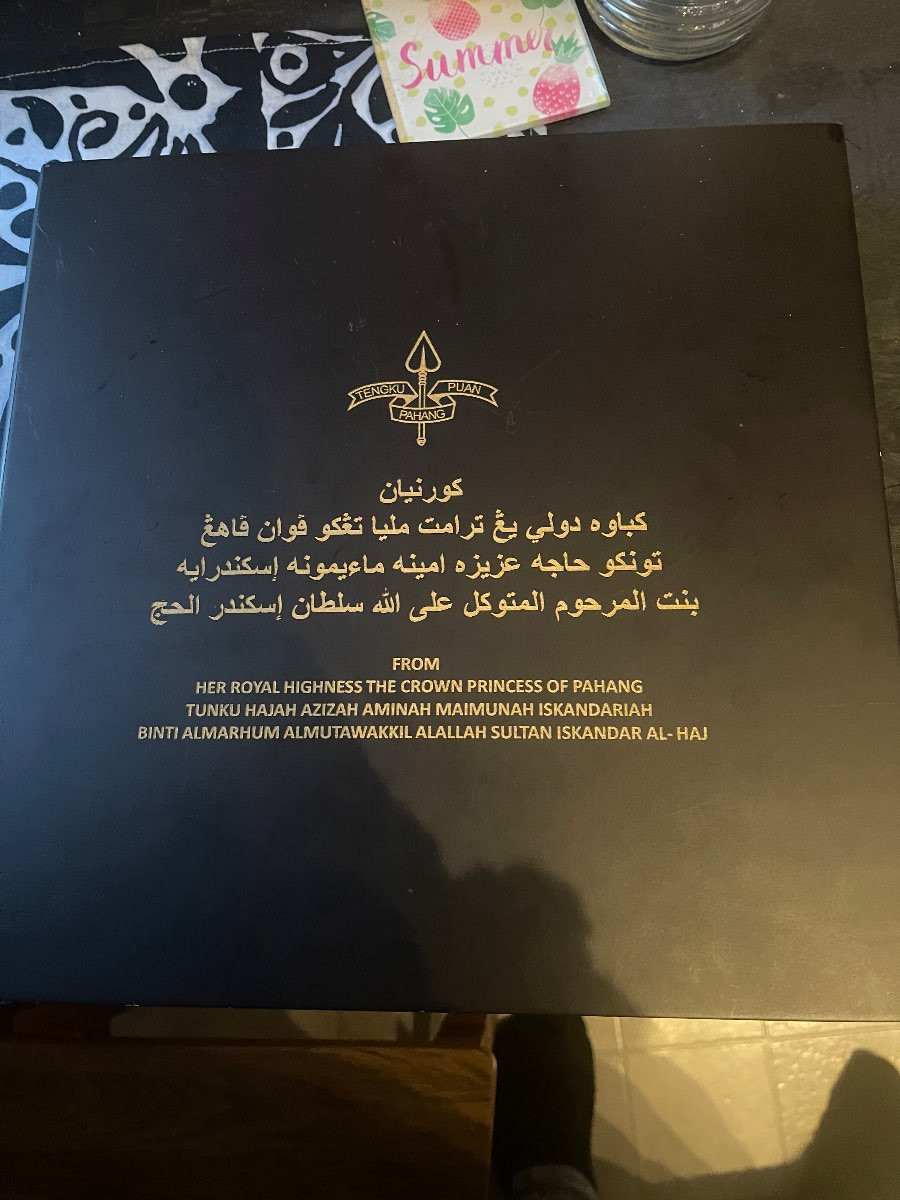 Summer
TENGKU PUAN
PAHANG
كورنيان
كباوه دولي يڠ ترامت مليا تڠكو ڤوان ڤاهڠ
تونكو حاجه عزيزه امينه ماءيمونه إسكندرايه
بنت المرحوم المتوكل على الله سلطان إسكندر الحج
FROM
HER ROYAL HIGHNESS THE CROWN PRINCESS OF PAHANG
TUNKU HAJAH AZIZAH AMINAH MAIMUNAH ISKANDARIAH
BINTI ALMARHUM ALMUTAWAKKIL ALALLAH SULTAN ISKANDAR AL- HAJ